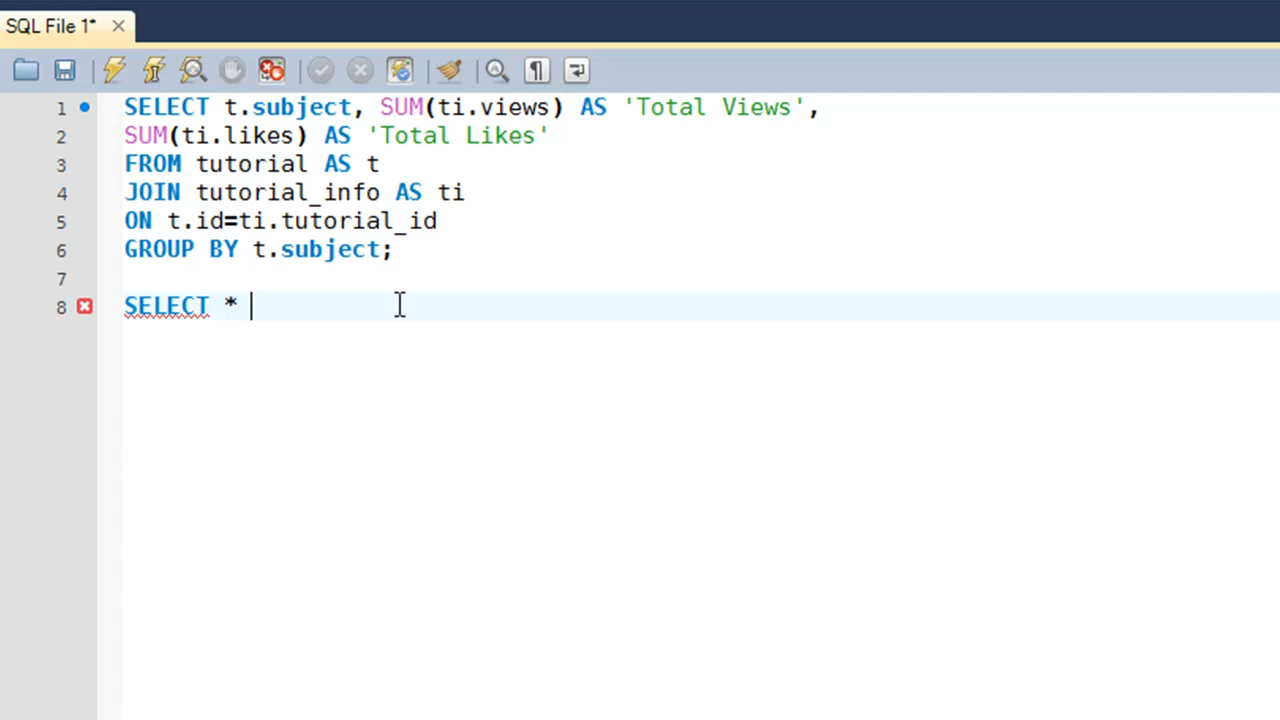 SQL File 1*
1 SELECT t.subject, SUM(ti.views) AS 'Total Views',
2 SUM(ti.likes) AS 'Total Likes'
3 FROM tutorial AS t
4 JOIN tutorial_info AS ti
5 ON t.id=ti.tutorial_id
6 GROUP BY t.subject;
7
8 SELECT *